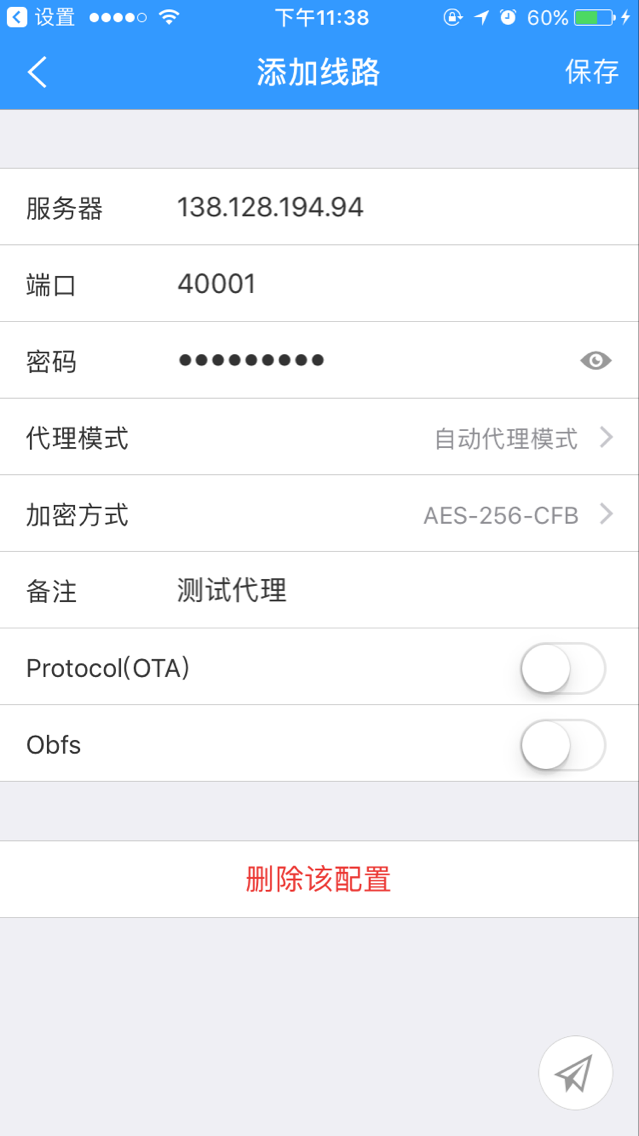 设置 下午11:38 60%
添加线路 保存
服务器 138.128.194.94
端口 40001
密码 •••••••••
代理模式 自动代理模式
加密方式 AES-256-CFB
备注 测试代理
Protocol(OTA)
Obfs
删除该配置